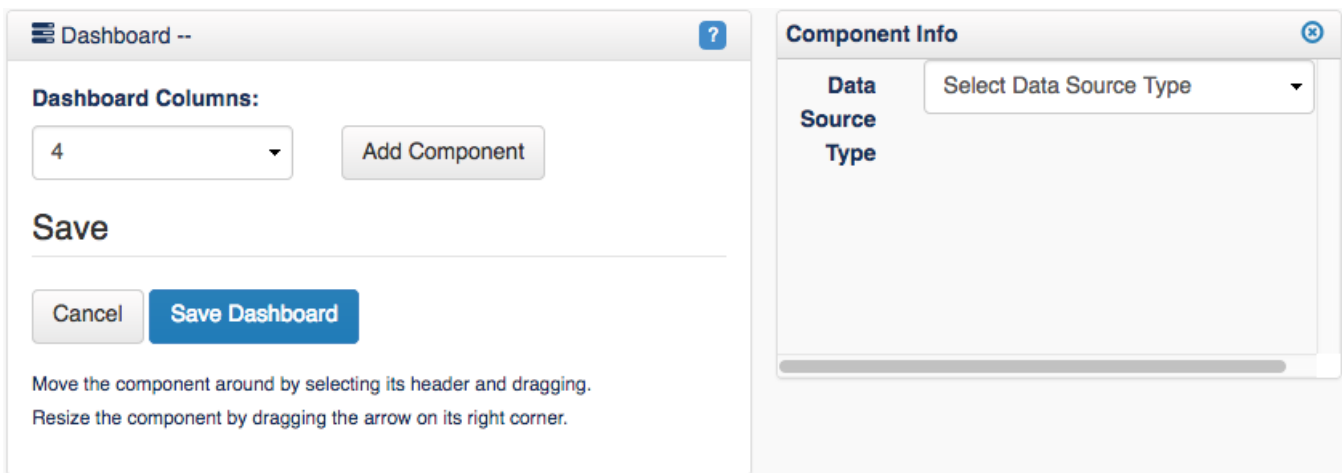 Dashboard --
?
Dashboard Columns:
4
Add Component
Save
Cancel
Save Dashboard
Move the component around by selecting its header and dragging.
Resize the component by dragging the arrow on its right corner.
Component Info
Data
Source
Type
Select Data Source Type